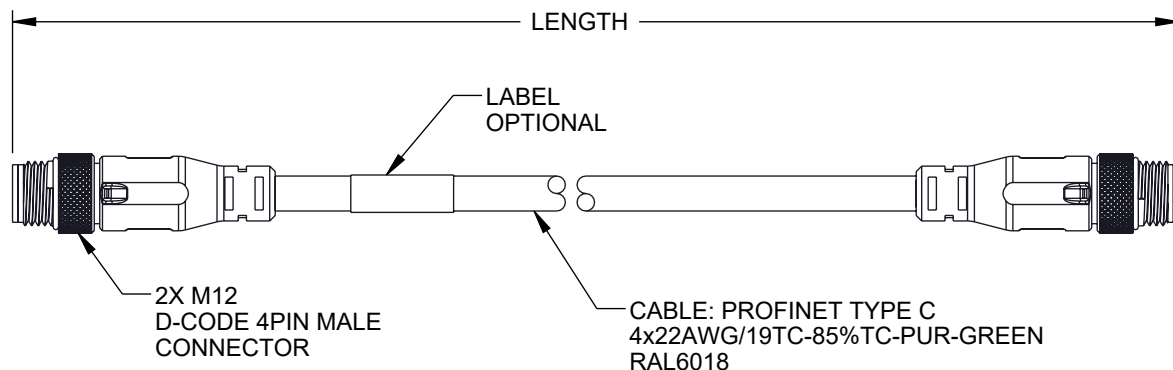 LENGTH
LABEL
OPTIONAL
2X M12
D-CODE 4PIN MALE
CONNECTOR
CABLE: PROFINET TYPE C
4x22AWG/19TC-85%TC-PUR-GREEN
RAL6018